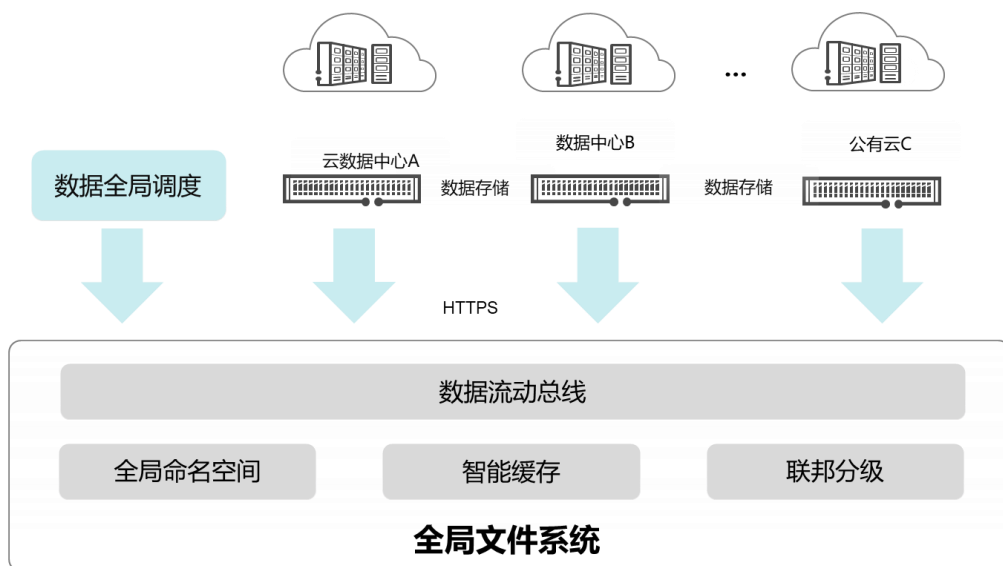 ...
云数据中心A
数据中心B
公有云C
数据全局调度
数据存储
数据存储
HTTPS
数据流动总线
全局命名空间
智能缓存
联邦分级
全局文件系统